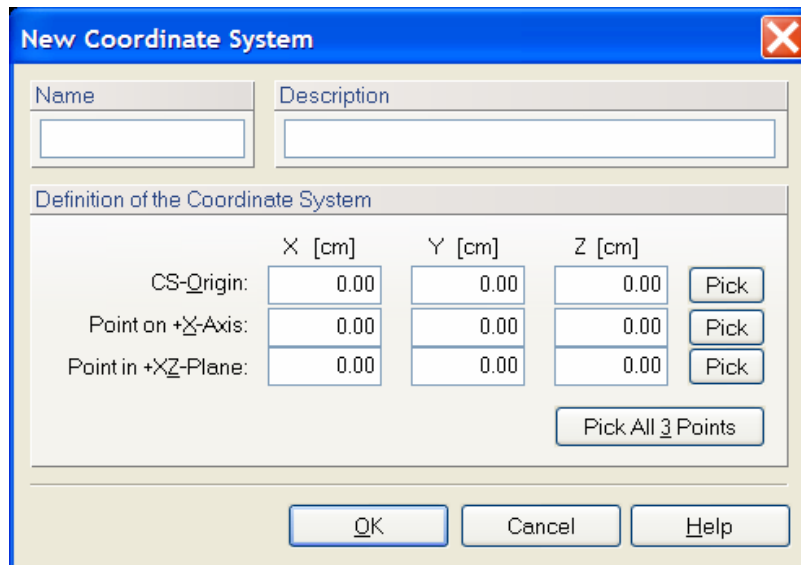 New Coordinate System
Name Description
Definition of the Coordinate System
X [cm] Y [cm] Z [cm]
CS-Origin: 0.00 0.00 0.00 Pick
Point on +X-Axis: 0.00 0.00 0.00 Pick
Point in +XZ-Plane: 0.00 0.00 0.00 Pick
Pick All 3 Points
OK Cancel Help